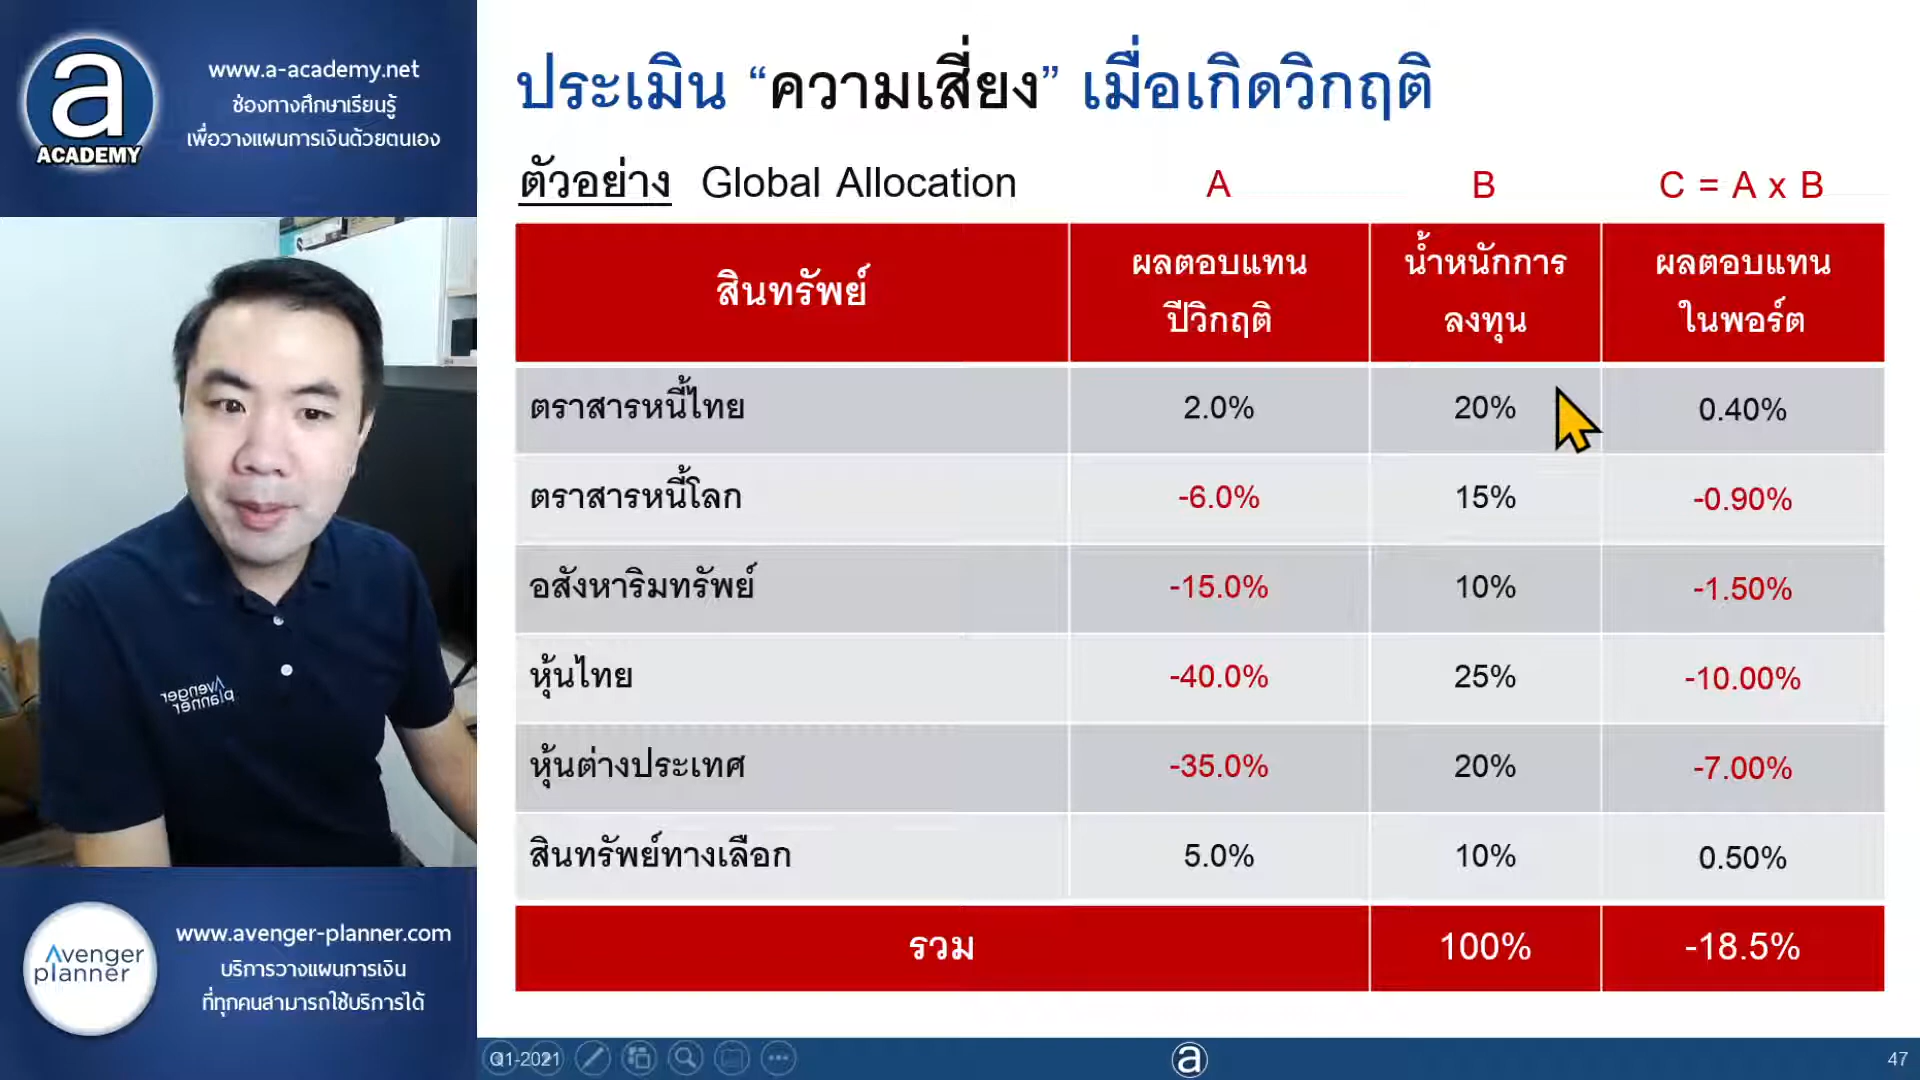 a
ACADEMY
www.a-academy.net
ช่องทางศึกษาเรียนรู้
เพื่อวางแผนการเงินด้วยตนเอง
Avenger
planner
Avenger
planner
www.avenger-planner.com
บริการวางแผนการเงิน
ที่ทุกคนสามารถใช้บริการได้
ประเมิน “ความเสี่ยง” เมื่อเกิดวิกฤติ
ตัวอย่าง Global Allocation A B C = A x B
สินทรัพย์ ผลตอบแทน ปีวิกฤติ น้ำหนักการ ลงทุน ผลตอบแทน ในพอร์ต
ตราสารหนี้ไทย 2.0% 20% 0.40%
ตราสารหนี้โลก -6.0% 15% -0.90%
อสังหาริมทรัพย์ -15.0% 10% -1.50%
หุ้นไทย -40.0% 25% -10.00%
หุ้นต่างประเทศ -35.0% 20% -7.00%
สินทรัพย์ทางเลือก 5.0% 10% 0.50%
รวม 100% -18.5%
Q1-2021 a 47